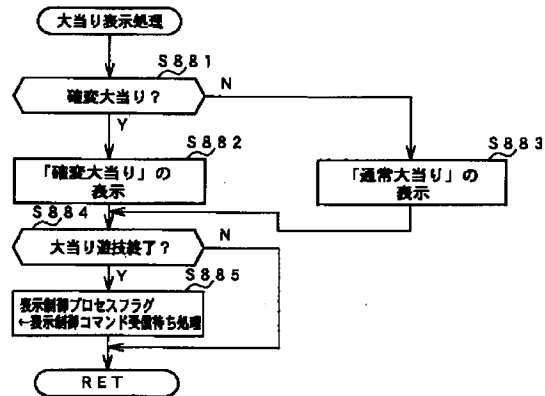 大当り表示処理
S881
確変大当り?
N
Y
S882
S883
「確変大当り」の
表示
「通常大当り」の
表示
S884
大当り遊技終了?
N
Y
S885
表示制御プロセスフラグ
←表示制御コマンド受信待ち処理
RET